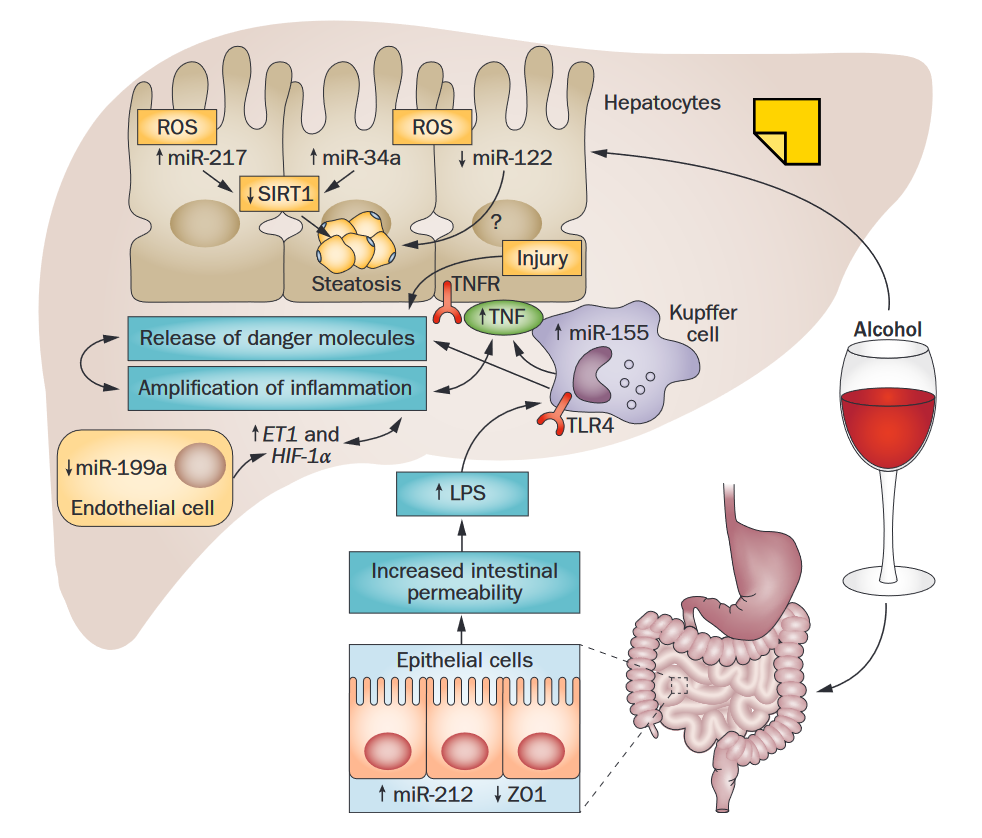 Hepatocytes
ROS
ROS
↑ miR-217
↑ miR-34a
↓ miR-122
↓ SIRT1
?
Injury
Steatosis
TNFR
↑ TNF
Kupffer
cell
↑ miR-155
Alcohol
Release of danger molecules
Amplification of inflammation
TLR4
↑ ET1 and
HIF-1α
↓ miR-199a
Endothelial cell
↑ LPS
Increased intestinal
permeability
Epithelial cells
↑ miR-212 ↓ ZO1